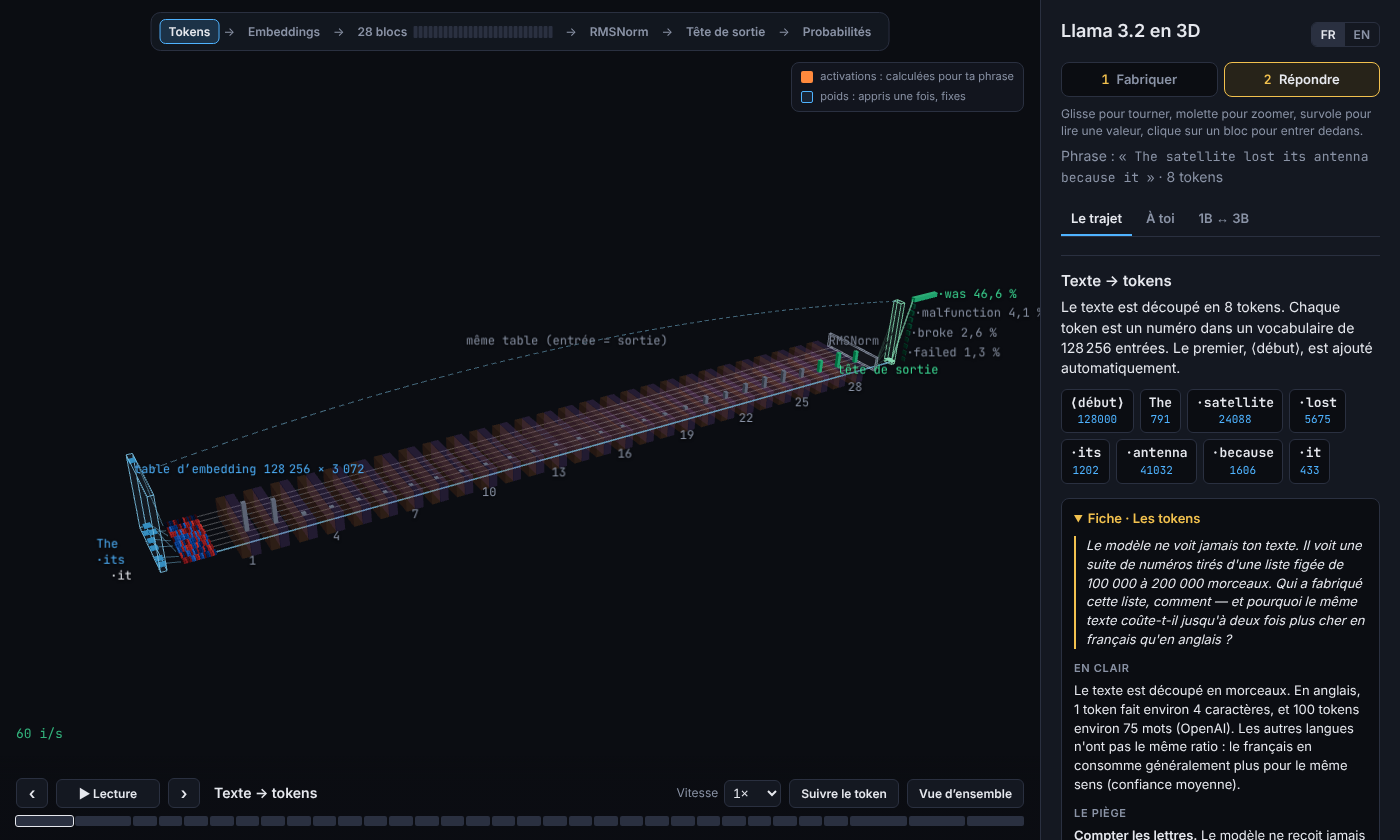 Tokens → Embeddings → 28 blocs → RMSNorm → Tête de sortie → Probabilités
activations : calculées pour ta phrase
poids : appris une fois, fixes
·was 46,6 %
·malfunction 4,1 %
·broke 2,6 %
·failed 1,3 %
même table (entrée = sortie)
RMSNorm
tête de sortie
28
25
22
19
16
13
10
7
4
1
table d’embedding 128 256 × 3 072
The
·its
·it
60 i/s
‹ ▶ Lecture › Texte → tokens
Vitesse 1× Suivre le token Vue d’ensemble
Llama 3.2 en 3D
FR EN
1 Fabriquer
2 Répondre
Glisse pour tourner, molette pour zoomer, survole pour
lire une valeur, clique sur un bloc pour entrer dedans.
Phrase : « The satellite lost its antenna
because it » · 8 tokens
Le trajet À toi 1B ↔ 3B
Texte → tokens
Le texte est découpé en 8 tokens. Chaque
token est un numéro dans un vocabulaire de
128 256 entrées. Le premier, ⟨début⟩, est ajouté
automatiquement.
⟨début⟩ The ·satellite ·lost
128000 791 24088 5675
·its ·antenna ·because ·it
1202 41032 1606 433
▼ Fiche · Les tokens
Le modèle ne voit jamais ton texte. Il voit une
suite de numéros tirés d'une liste figée de
100 000 à 200 000 morceaux. Qui a fabriqué
cette liste, comment — et pourquoi le même
texte coûte-t-il jusqu'à deux fois plus cher en
français qu'en anglais ?
EN CLAIR
Le texte est découpé en morceaux. En anglais,
1 token fait environ 4 caractères, et 100 tokens
environ 75 mots (OpenAI). Les autres langues
n'ont pas le même ratio : le français en
consomme généralement plus pour le même
sens (confiance moyenne).
LE PIÈGE
Compter les lettres. Le modèle ne reçoit jamais